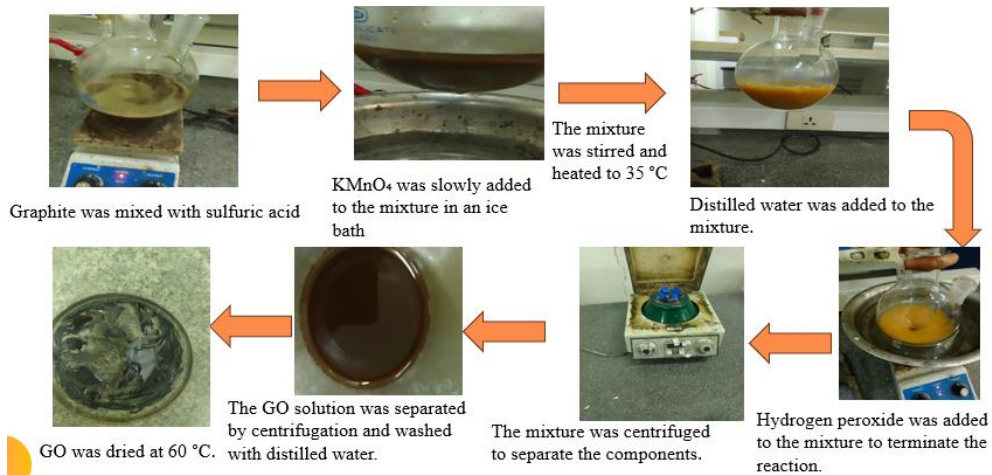 Graphite was mixed with sulfuric acid
KMnO₄ was slowly added
to the mixture in an ice
bath
The mixture
was stirred and
heated to 35 °C
Distilled water was added to the
mixture.
Hydrogen peroxide was added
to the mixture to terminate the
reaction.
The mixture was centrifuged
to separate the components.
The GO solution was separated
by centrifugation and washed
with distilled water.
GO was dried at 60 °C.